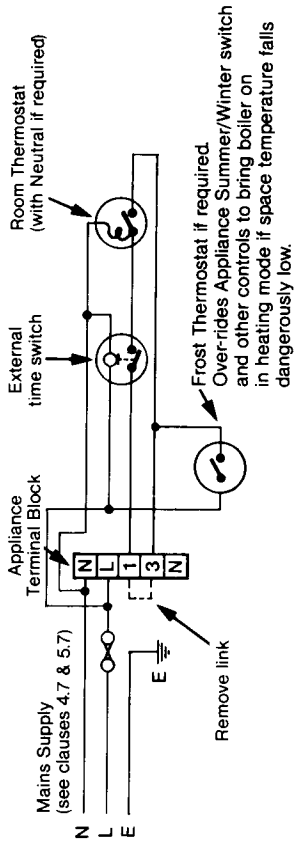 Mains Supply
(see clauses 4.7 & 5.7)
N
L
E
E
Appliance
Terminal Block
N
L
1
3
N
Remove link
External
time switch
Room Thermostat
(with Neutral if required)
Frost Thermostat if required.
Over-rides Appliance Summer/Winter switch
and other controls to bring boiler on
in heating mode if space temperature falls
dangerously low.